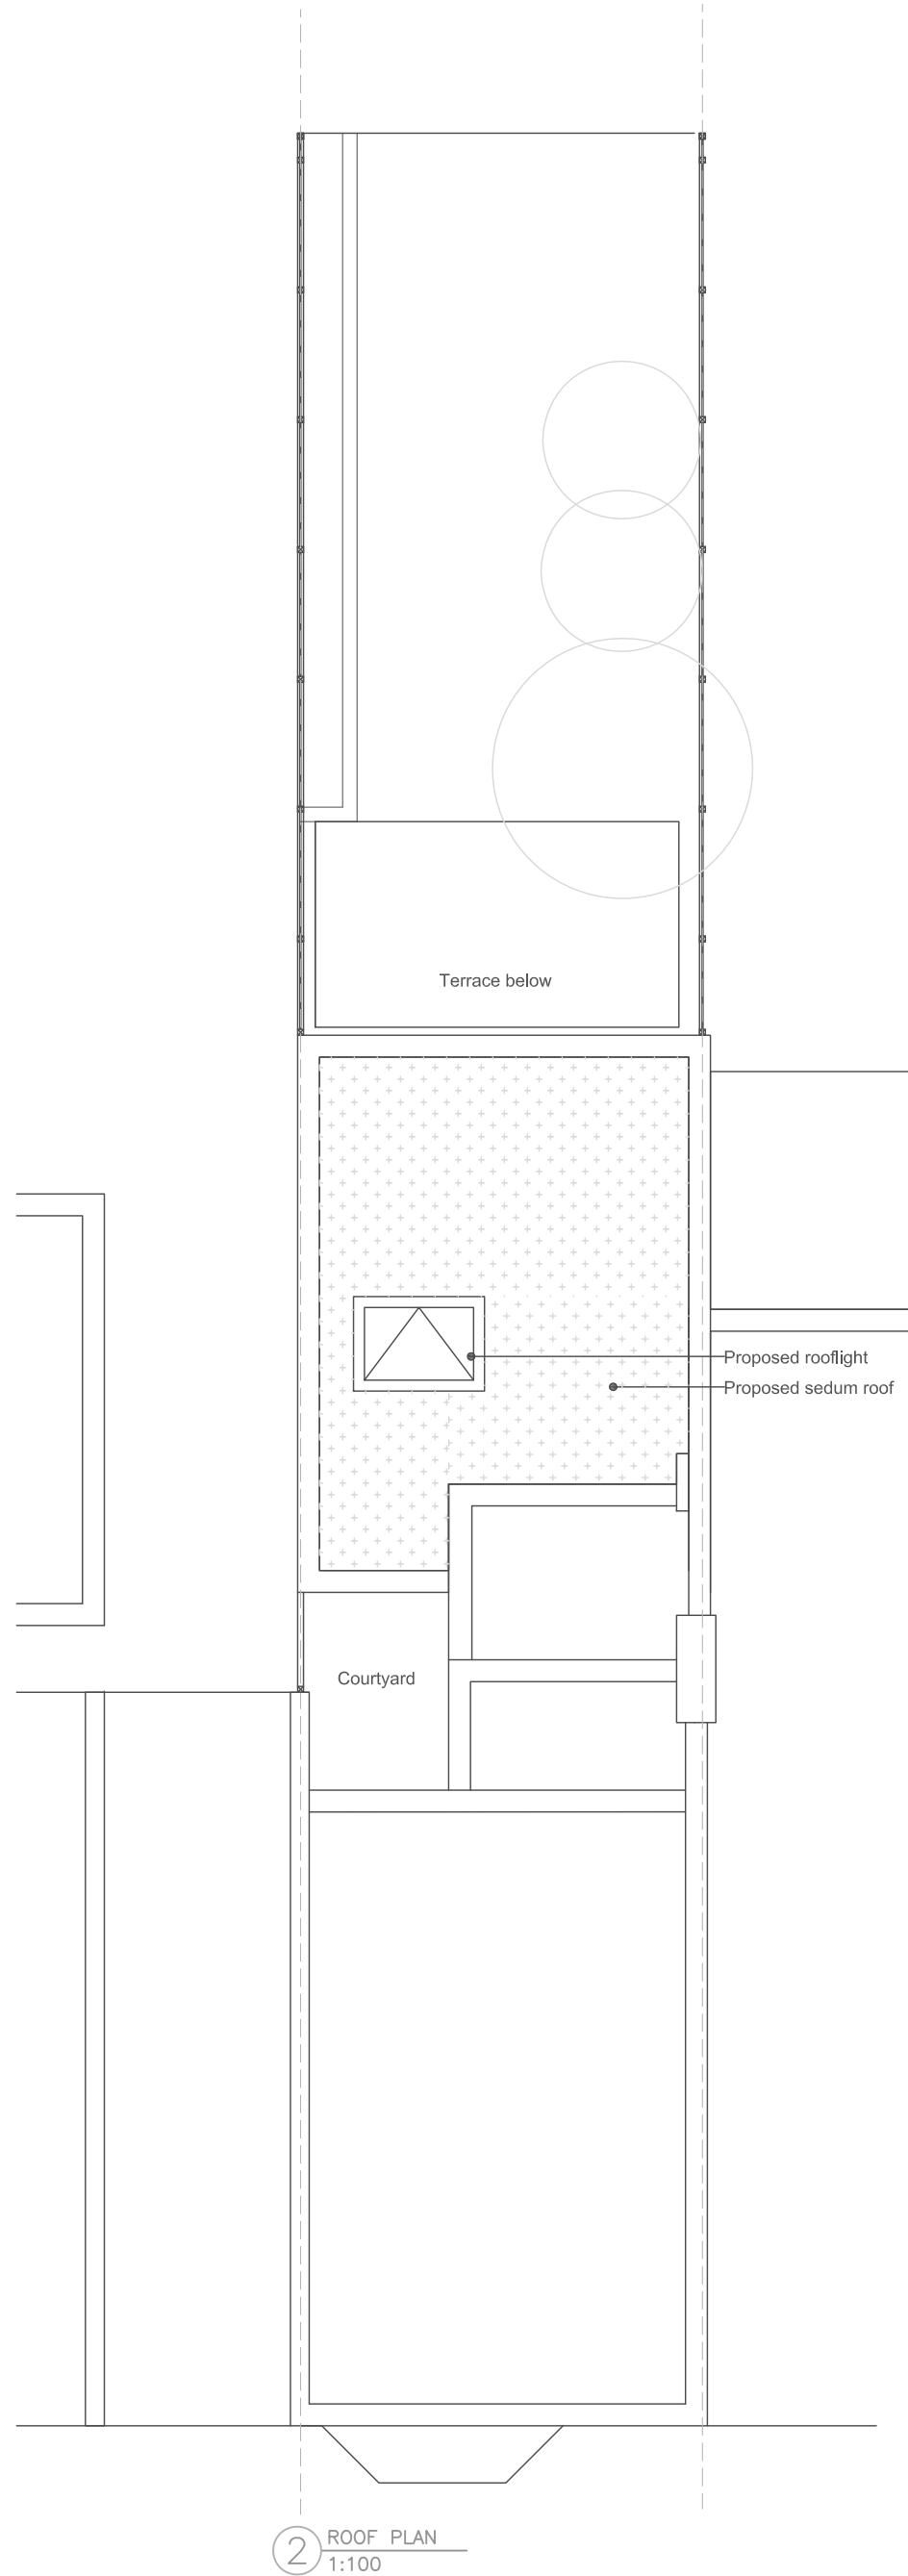 Terrace below
Proposed rooflight
Proposed sedum roof
Courtyard
2
ROOF PLAN
1:100